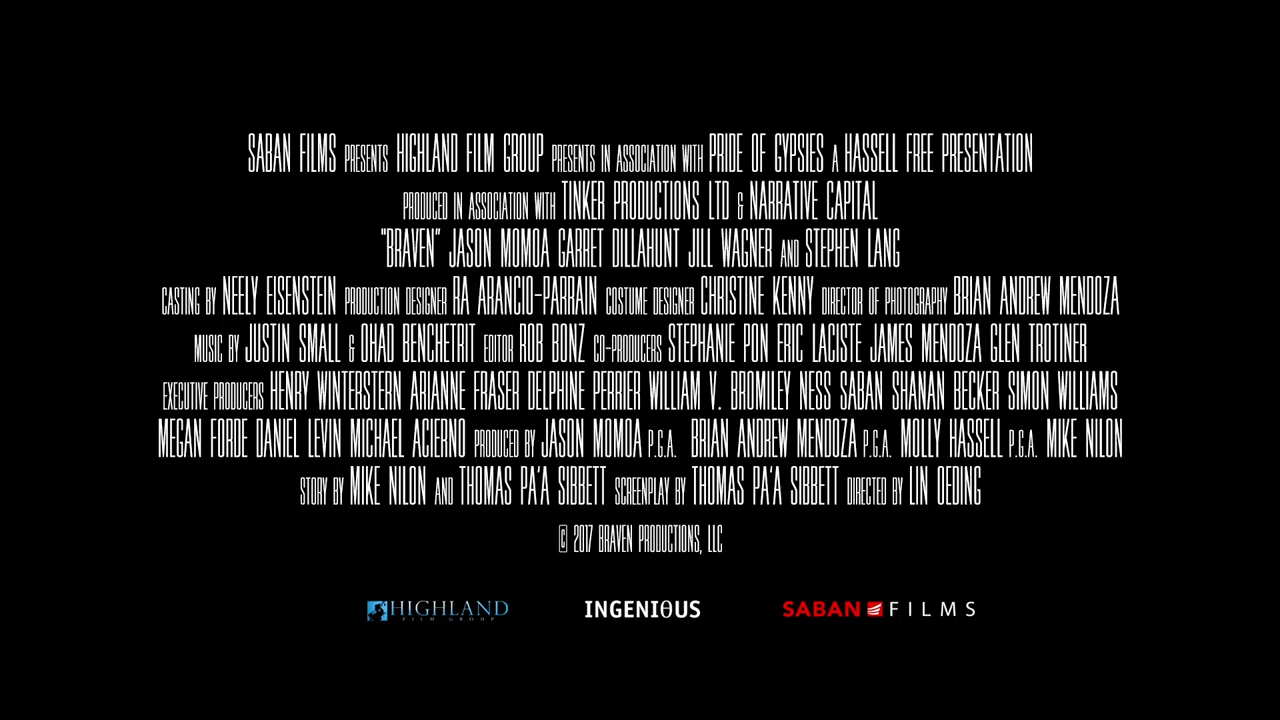 SABAN FILMS PRESENTS HIGHLAND FILM GROUP PRESENTS IN ASSOCIATION WITH PRIDE OF GYPSIES A HASSELL FREE PRESENTATION
PRODUCED IN ASSOCIATION WITH TINKER PRODUCTIONS LTD & NARRATIVE CAPITAL
"BRAVEN" JASON MOMOA GARRET DILLAHUNT JILL WAGNER AND STEPHEN LANG
CASTING BY NEELY EISENSTEIN PRODUCTION DESIGNER RA ARANCIO-PARRAIN COSTUME DESIGNER CHRISTINE KENNY DIRECTOR OF PHOTOGRAPHY BRIAN ANDREW MENDOZA
MUSIC BY JUSTIN SMALL & OHAD BENCHETRIT EDITOR ROB BONZ CO-PRODUCERS STEPHANIE PON ERIC LACISTE JAMES MENDOZA GLEN TROTINER
EXECUTIVE PRODUCERS HENRY WINTERSTERN ARIANNE FRASER DELPHINE PERRIER WILLIAM V. BROMILEY NESS SABAN SHANAN BECKER SIMON WILLIAMS
MEGAN FORDE DANIEL LEVIN MICHAEL ACIERNO PRODUCED BY JASON MOMOA P.G.A. BRIAN ANDREW MENDOZA P.G.A. MOLLY HASSELL P.G.A. MIKE NILON
STORY BY MIKE NILON AND THOMAS PA'A SIBBETT SCREENPLAY BY THOMAS PA'A SIBBETT DIRECTED BY LIN OEDING
© 2017 BRAVEN PRODUCTIONS, LLC
HIGHLAND FILM GROUP INGENIOUS SABAN FILMS